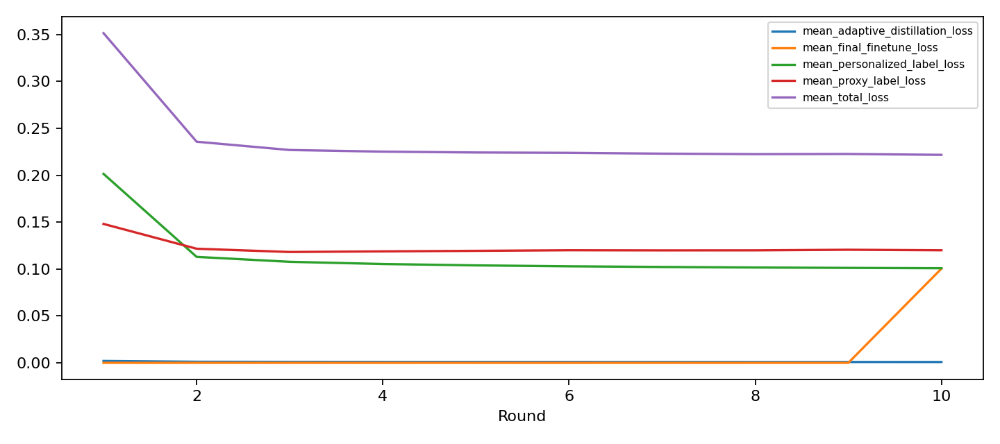 0.35
0.30
0.25
0.20
0.15
0.10
0.05
0.00
mean_adaptive_distillation_loss
mean_final_finetune_loss
mean_personalized_label_loss
mean_proxy_label_loss
mean_total_loss
2 4 6 8 10
Round